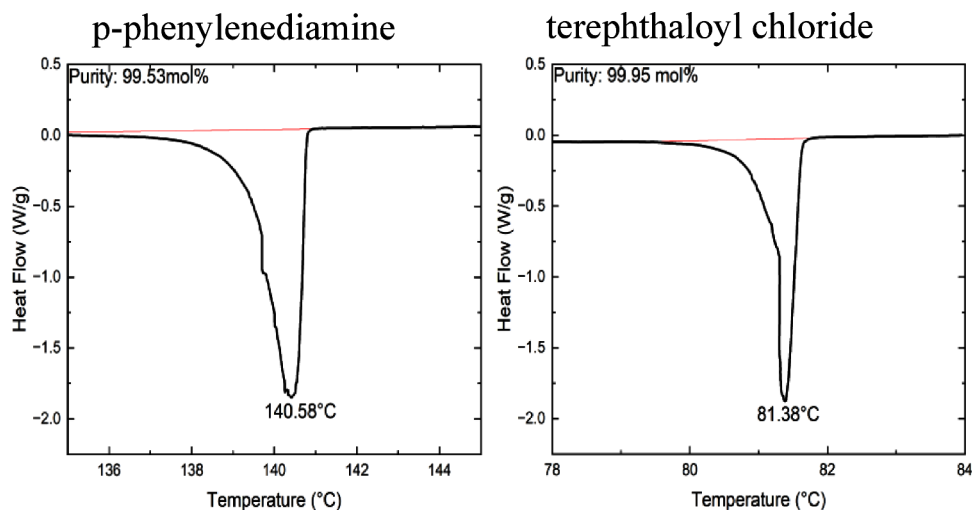 p-phenylenediamine
terephthaloyl chloride
Purity: 99.53mol%
0.5
0.0
−0.5
−1.0
−1.5
−2.0
Heat Flow (W/g)
140.58°C
136
138
140
142
144
Temperature (°C)
Purity: 99.95 mol%
0.5
0.0
−0.5
−1.0
−1.5
−2.0
Heat Flow (W/g)
81.38°C
78
80
82
84
Temperature (°C)